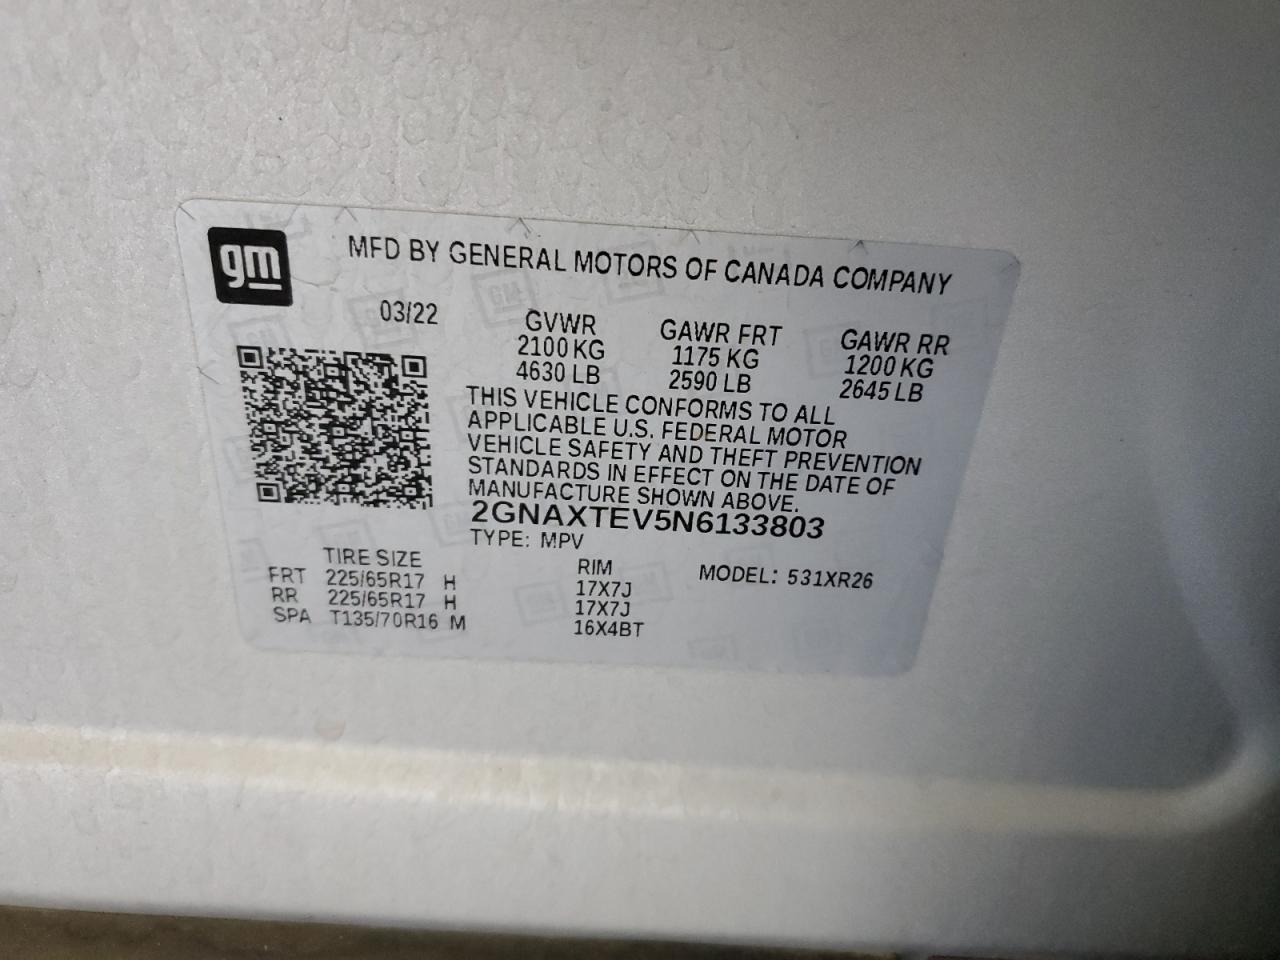 gm
MFD BY GENERAL MOTORS OF CANADA COMPANY
03/22
GVWR GAWR FRT GAWR RR
2100 KG 1175 KG 1200 KG
4630 LB 2590 LB 2645 LB
THIS VEHICLE CONFORMS TO ALL
APPLICABLE U.S. FEDERAL MOTOR
VEHICLE SAFETY AND THEFT PREVENTION
STANDARDS IN EFFECT ON THE DATE OF
MANUFACTURE SHOWN ABOVE.
2GNAXTEV5N6133803
TYPE: MPV
TIRE SIZE RIM MODEL: 531XR26
FRT 225/65R17 H 17X7J
RR 225/65R17 H 17X7J
SPA T135/70R16 M 16X4BT